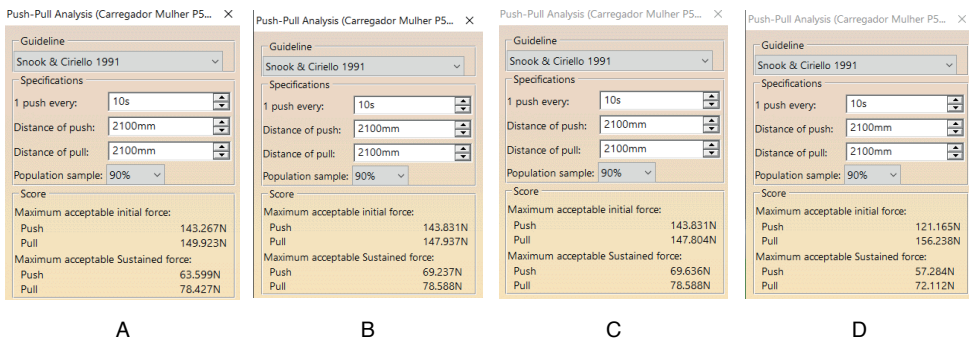 Push-Pull Analysis (Carregador Mulher P5... ×
Guideline
Snook & Ciriello 1991
Specifications
1 push every: 10s
Distance of push: 2100mm
Distance of pull: 2100mm
Population sample: 90%
Score
Maximum acceptable initial force:
Push 143.267N
Pull 149.923N
Maximum acceptable Sustained force:
Push 63.599N
Pull 78.427N
A
Push-Pull Analysis (Carregador Mulher P5... ×
Guideline
Snook & Ciriello 1991
Specifications
1 push every: 10s
Distance of push: 2100mm
Distance of pull: 2100mm
Population sample: 90%
Score
Maximum acceptable initial force:
Push 143.831N
Pull 147.937N
Maximum acceptable Sustained force:
Push 69.237N
Pull 78.588N
B
Push-Pull Analysis (Carregador Mulher P5... ×
Guideline
Snook & Ciriello 1991
Specifications
1 push every: 10s
Distance of push: 2100mm
Distance of pull: 2100mm
Population sample: 90%
Score
Maximum acceptable initial force:
Push 143.831N
Pull 147.804N
Maximum acceptable Sustained force:
Push 69.636N
Pull 78.588N
C
Push-Pull Analysis (Carregador Mulher P5... ×
Guideline
Snook & Ciriello 1991
Specifications
1 push every: 10s
Distance of push: 2100mm
Distance of pull: 2100mm
Population sample: 90%
Score
Maximum acceptable initial force:
Push 121.165N
Pull 156.238N
Maximum acceptable Sustained force:
Push 57.284N
Pull 72.112N
D